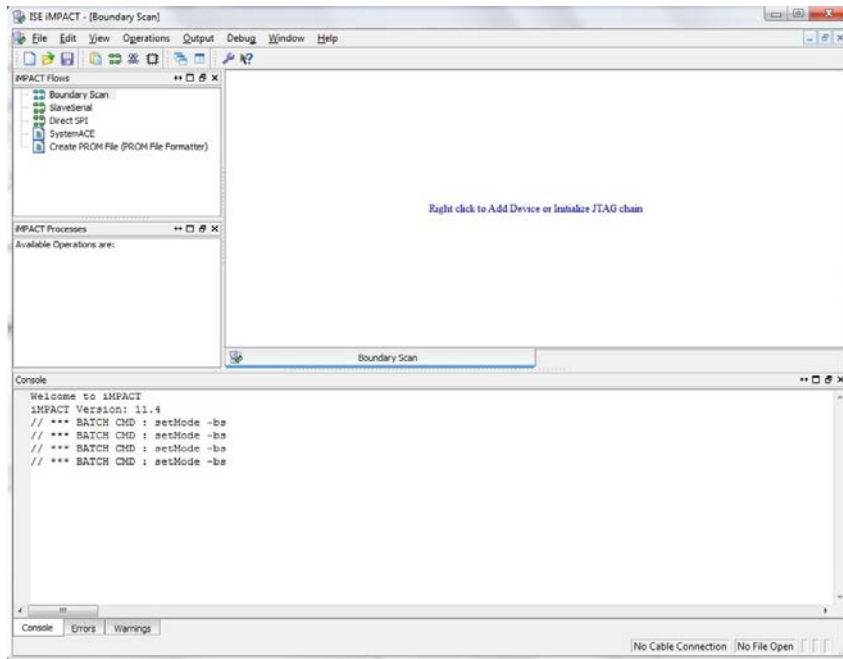 ISE iMPACT - [Boundary Scan]
File Edit View Operations Output Debug Window Help
iMPACT Flows
Boundary Scan
SlaveSerial
Direct SPI
SystemACE
Create PROM File (PROM File Formatter)
iMPACT Processes
Available Operations are:
Right click to Add Device or Initialize JTAG chain
Boundary Scan
Console
Welcome to iMPACT
iMPACT Version: 11.4
// *** BATCH CMD : setMode -bs
// *** BATCH CMD : setMode -bs
// *** BATCH CMD : setMode -bs
// *** BATCH CMD : setMode -bs
Console Errors Warnings
No Cable Connection No File Open